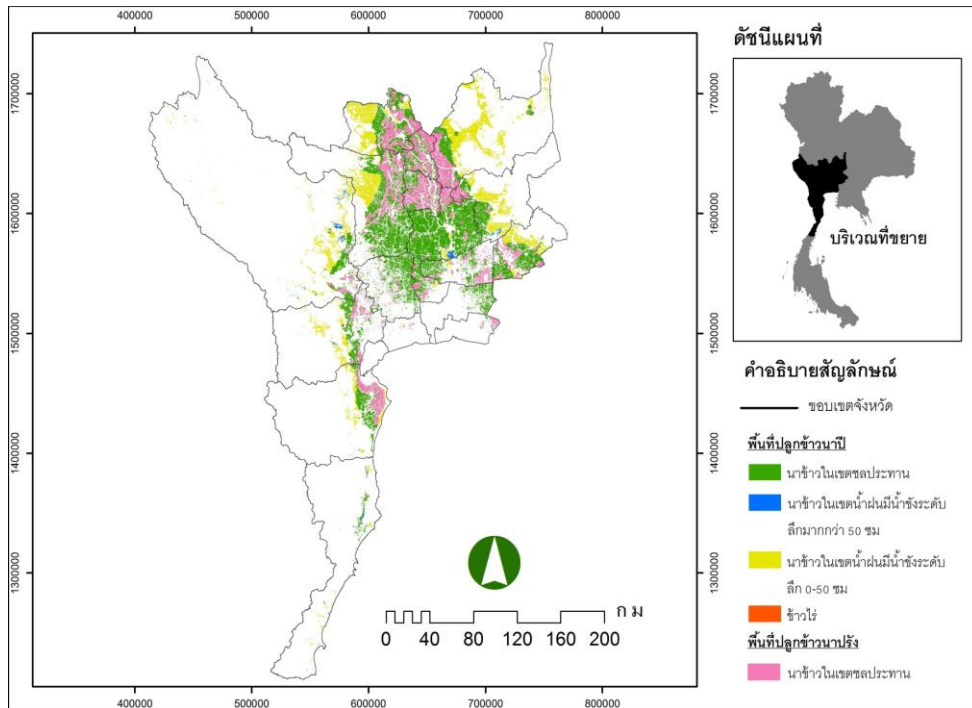 400000 500000 600000 700000 800000
1700000
1600000
1500000
1400000
1300000
ก ม
0 40 80 120 160 200
400000 500000 600000 700000 800000
ดัชนีแผนที่
บริเวณที่ขยาย
คำอธิบายสัญลักษณ์
ขอบเขตจังหวัด
พื้นที่ปลูกข้าวนาปี
นาข้าวในเขตชลประทาน
นาข้าวในเขตน้ำฝนมีน้ำขังระดับ
ลึกมากกว่า 50 ซม
นาข้าวในเขตน้ำฝนมีน้ำขังระดับ
ลึก 0-50 ซม
ข้าวไร่
พื้นที่ปลูกข้าวนาปรัง
นาข้าวในเขตชลประทาน
1700000
1600000
1500000
1400000
1300000